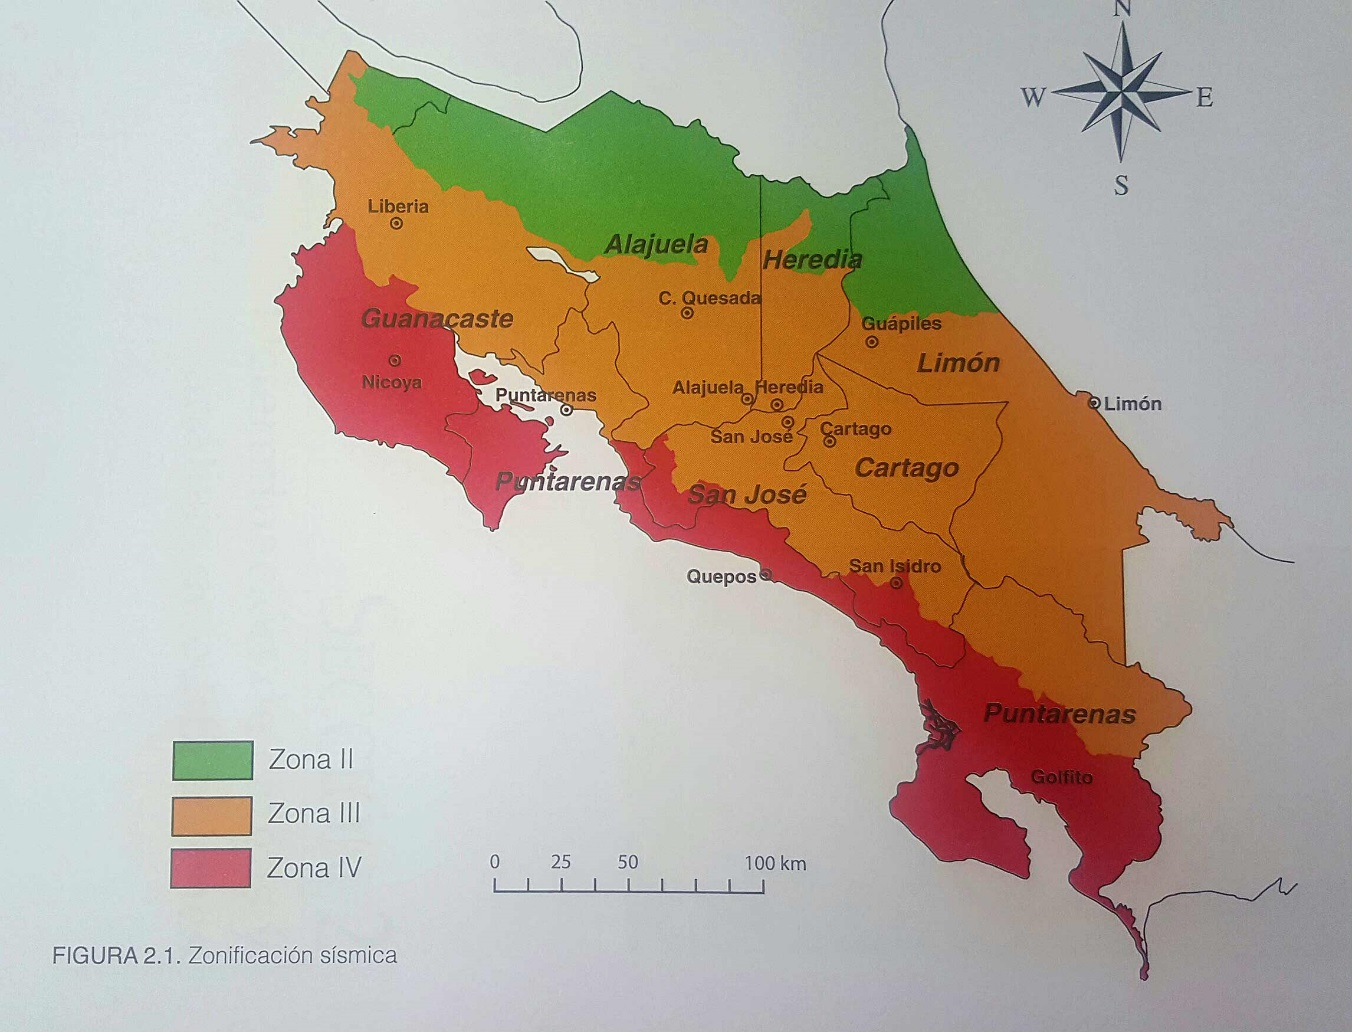 N
W E
S
Liberia
Alajuela
Heredia
C. Quesada
Guanacaste
Guápiles
Limón
Nicoya
Puntarenas
Alajuela Heredia
Limón
San José
Cartago
Cartago
Puntarenas
San José
Quepos
San Isidro
Puntarenas
Golfito
Zona II
Zona III
Zona IV
0 25 50 100 km
FIGURA 2.1. Zonificación sísmica